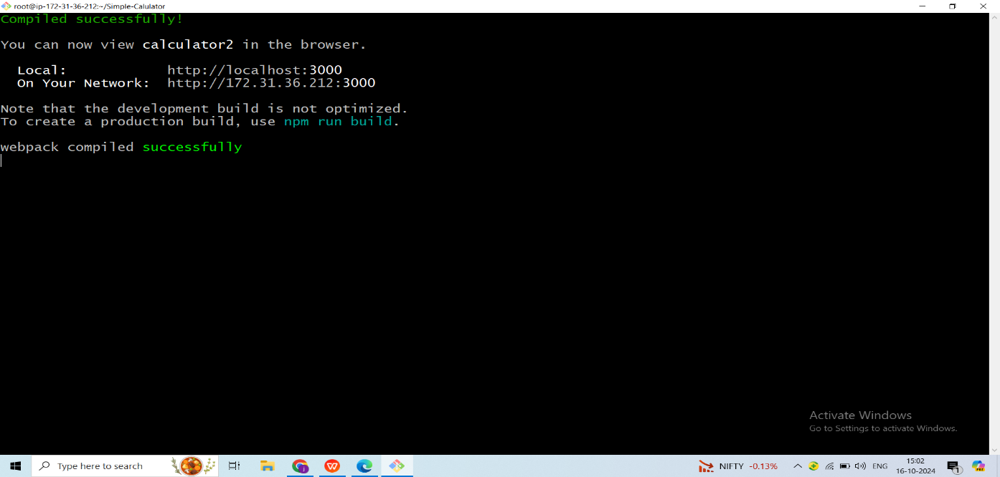 root@ip-172-31-36-212:~/Simple-Calulator
Compiled successfully!
You can now view calculator2 in the browser.
Local: http://localhost:3000
On Your Network: http://172.31.36.212:3000
Note that the development build is not optimized.
To create a production build, use npm run build.
webpack compiled successfully
Activate Windows
Go to Settings to activate Windows.
Type here to search
NIFTY -0.13%
ENG
15:02
16-10-2024
1